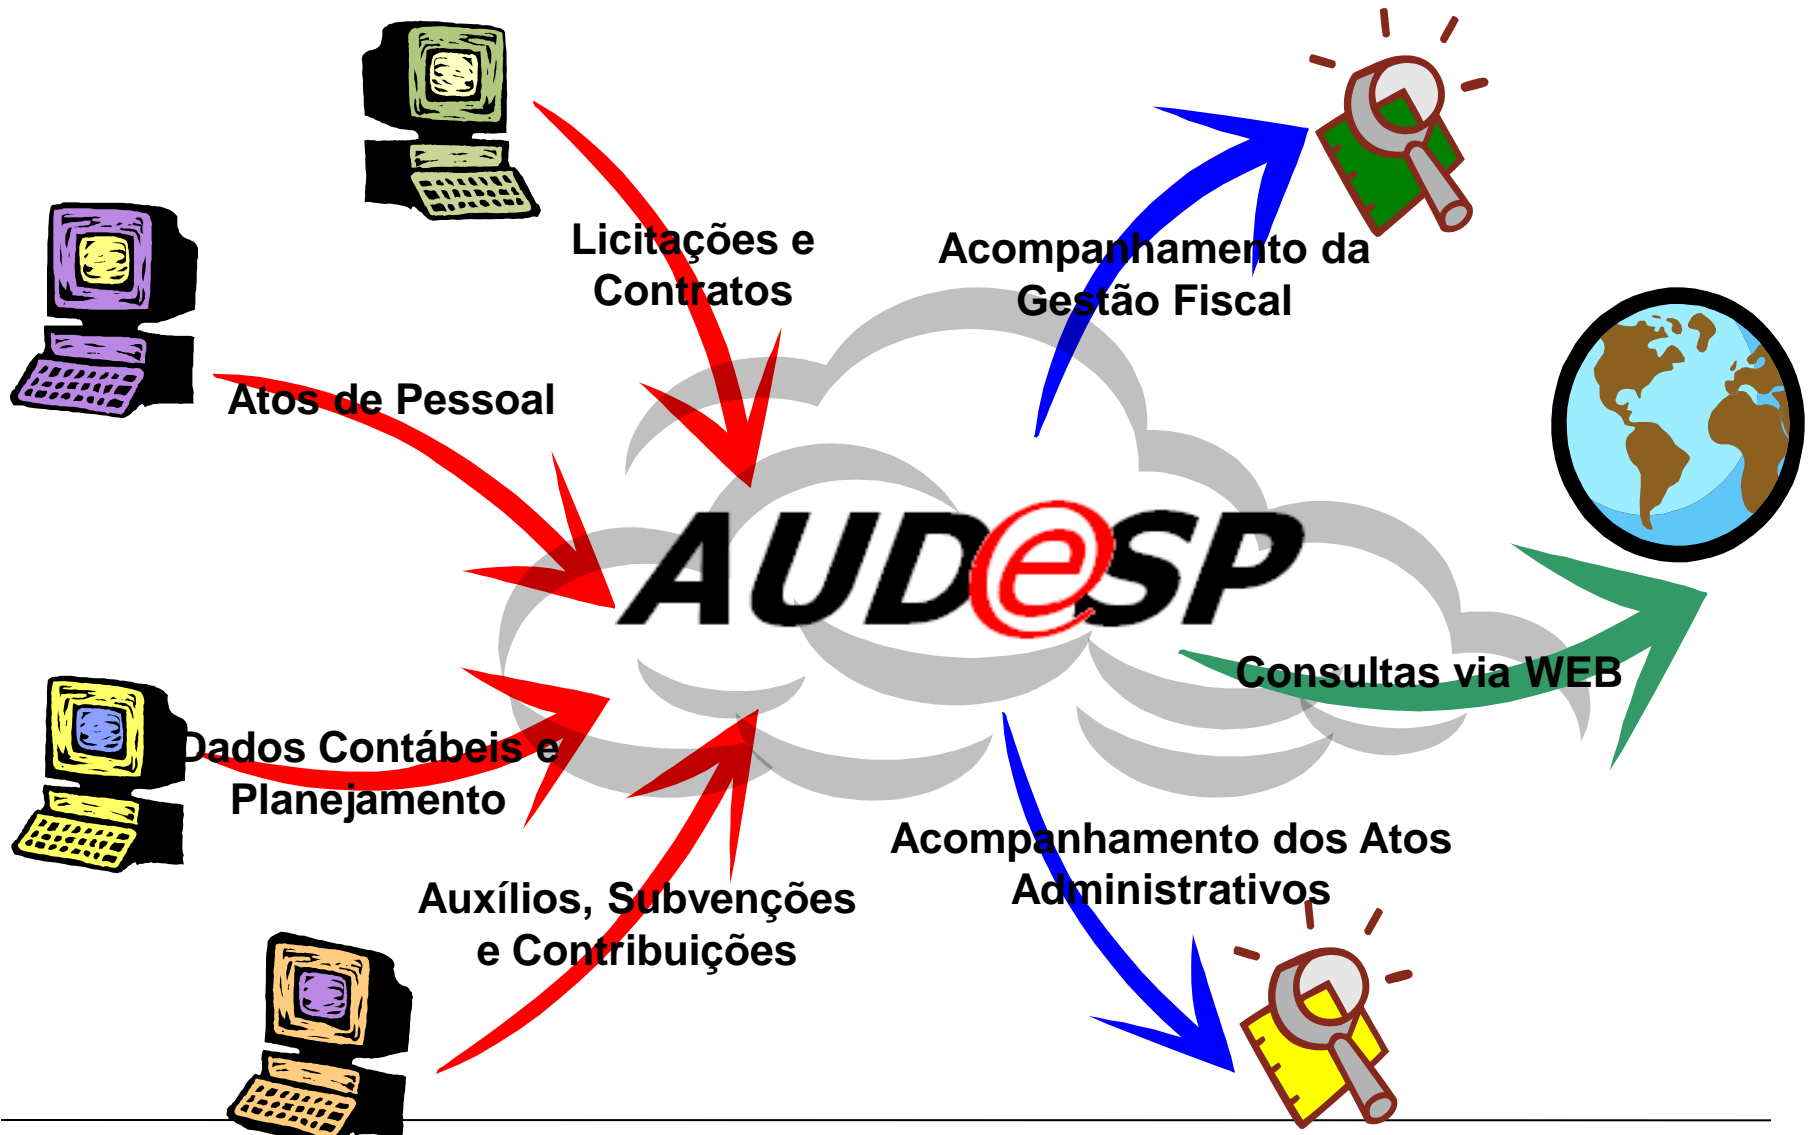 Licitações e
Contratos
Acompanhamento da
Gestão Fiscal
Atos de Pessoal
AUDeSP
Consultas via WEB
Dados Contábeis e
Planejamento
Acompanhamento dos Atos
Administrativos
Auxílios, Subvenções
e Contribuições